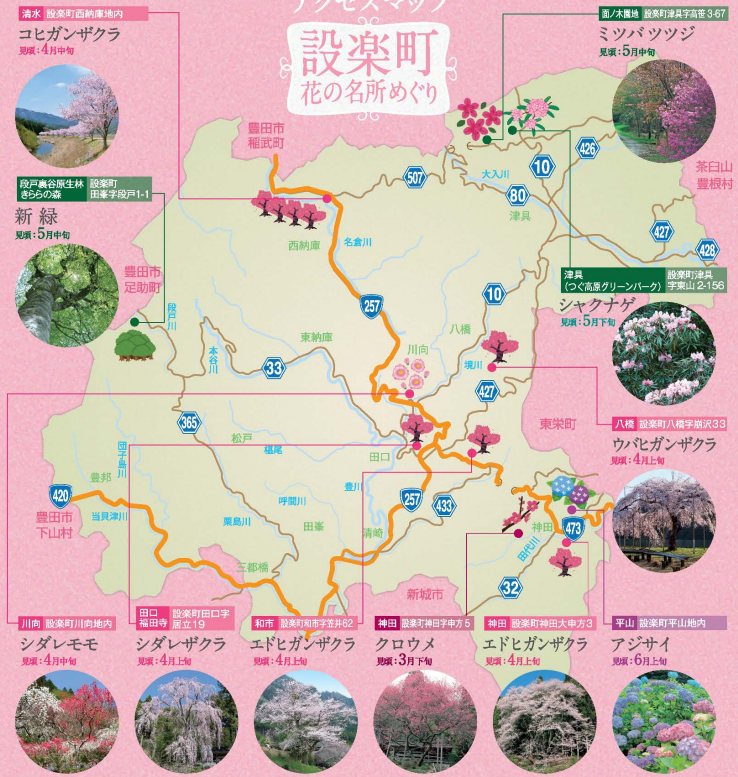 アクセスマップ
設楽町
花の名所めぐり
清水 設楽町西納庫地内
コヒガンザクラ
見頃：4月中旬
面ノ木園地 設楽町津具字高笹3-67
ミツバツツジ
見頃：5月中旬
段戸裏谷原生林
きららの森
設楽町
田峯字段戸1-1
新緑
見頃：5月中旬
津具
(つぐ高原グリーンパーク)
設楽町津具
字東山2-156
シャクナゲ
見頃：5月下旬
八橋 設楽町八橋字崩沢33
ウバヒガンザクラ
見頃：4月上旬
豊田市
稲武町
茶臼山
豊根村
豊田市
足助町
東栄町
豊田市
下山村
新城市
507
10
426
大入川
80
津具
427
428
西納庫
名倉川
257
10
段戸川
本谷川
東納庫
33
川向
八橋
境川
427
365
松戸
椹尾
田口
団子島川
豊邦
420
当貝津川
呼間川
粟島川
豊川
257
433
田峯
清崎
三都橋
神田
473
田代川
32
川向 設楽町川向地内
シダレモモ
見頃：4月中旬
田口
福田寺
設楽町田口字
居立19
シダレザクラ
見頃：4月上旬
和市 設楽町和市字笠井62
エドヒガンザクラ
見頃：4月上旬
神田 設楽町神田字申方5
クロウメ
見頃：3月下旬
神田 設楽町神田大申方3
エドヒガンザクラ
見頃：4月上旬
平山 設楽町平山地内
アジサイ
見頃：6月上旬